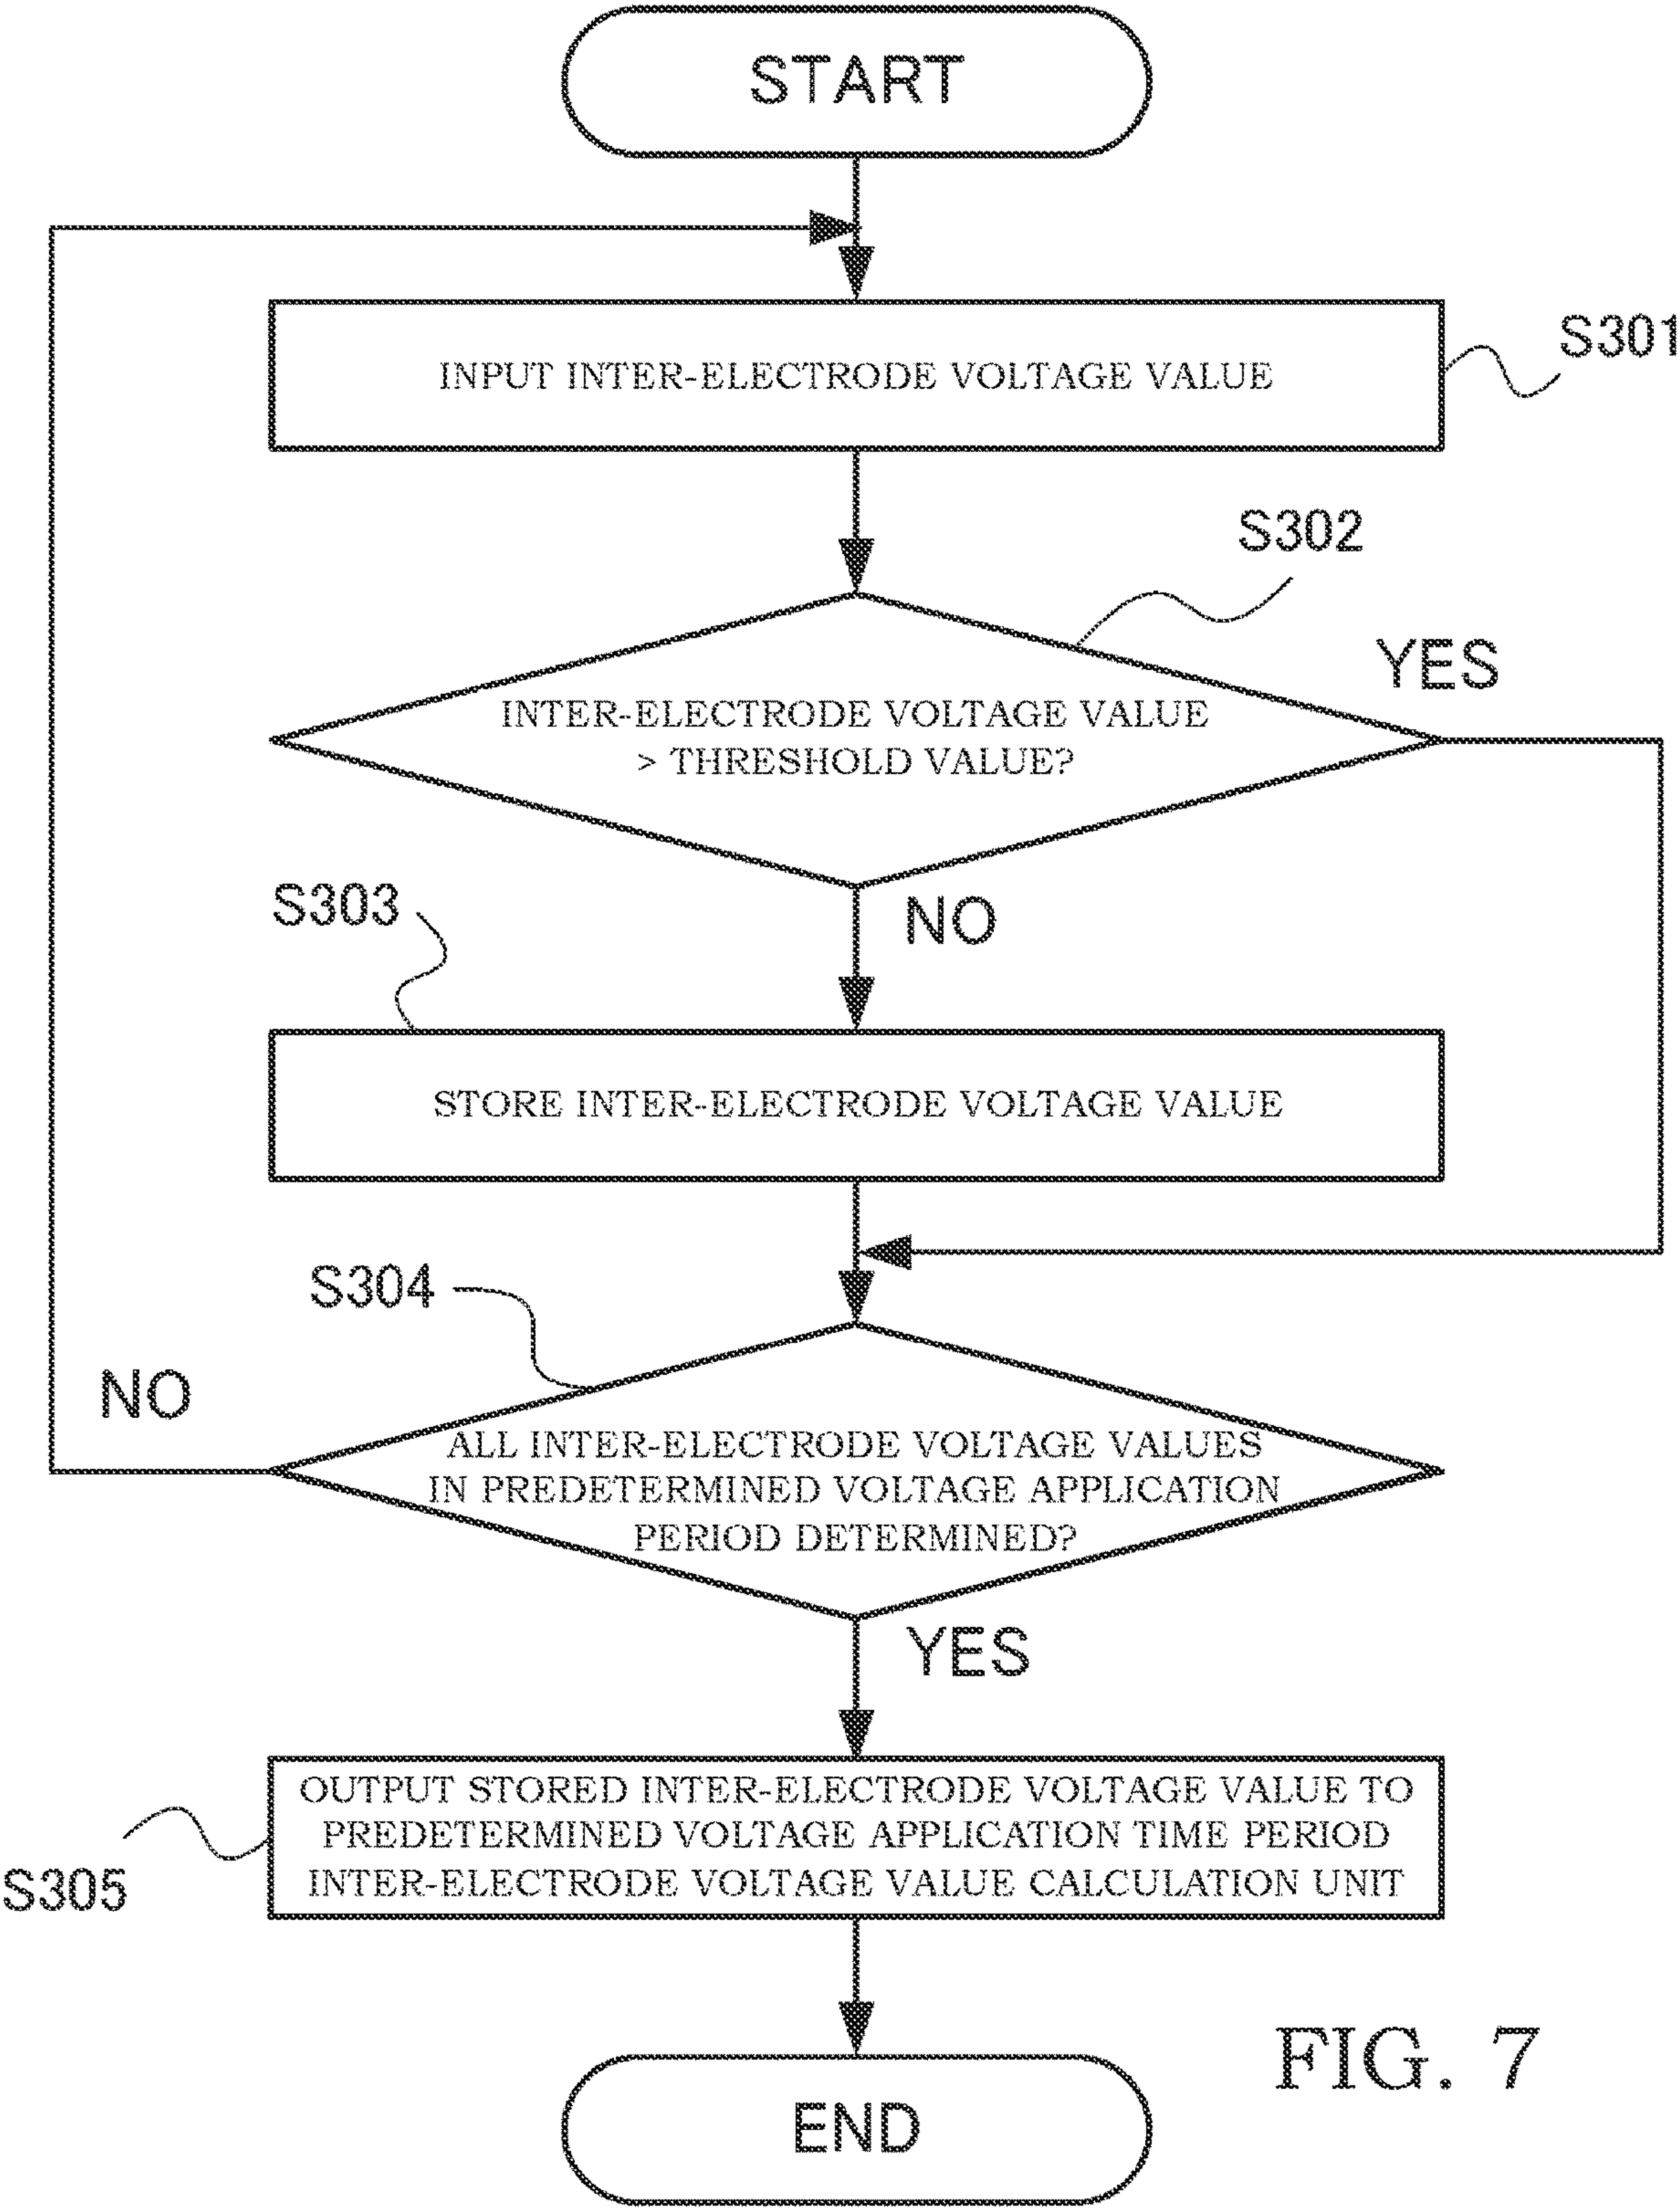 START
INPUT INTER-ELECTRODE VOLTAGE VALUE
S301
S302
YES
INTER-ELECTRODE VOLTAGE VALUE
> THRESHOLD VALUE?
S303
NO
STORE INTER-ELECTRODE VOLTAGE VALUE
S304
NO
ALL INTER-ELECTRODE VOLTAGE VALUES
IN PREDETERMINED VOLTAGE APPLICATION
PERIOD DETERMINED?
YES
OUTPUT STORED INTER-ELECTRODE VOLTAGE VALUE TO
PREDETERMINED VOLTAGE APPLICATION TIME PERIOD
INTER-ELECTRODE VOLTAGE VALUE CALCULATION UNIT
S305
END
FIG. 7